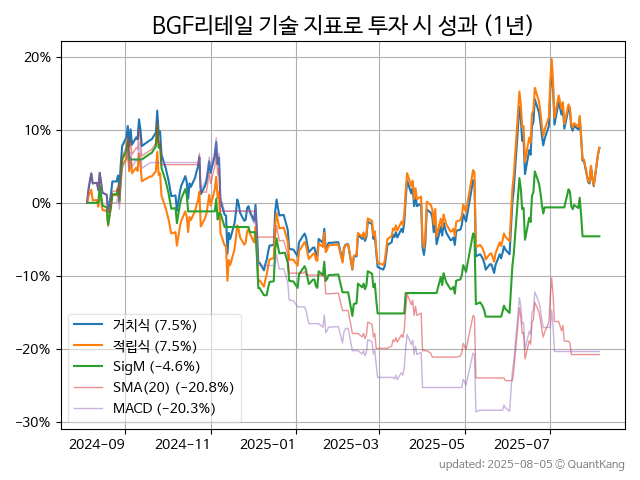 BGF리테일 기술 지표로 투자 시 성과 (1년)
20%
10%
0%
−10%
−20%
−30%
거치식 (7.5%)
적립식 (7.5%)
SigM (−4.6%)
SMA(20) (−20.8%)
MACD (−20.3%)
2024-09
2024-11
2025-01
2025-03
2025-05
2025-07
updated: 2025-08-05 © QuantKang